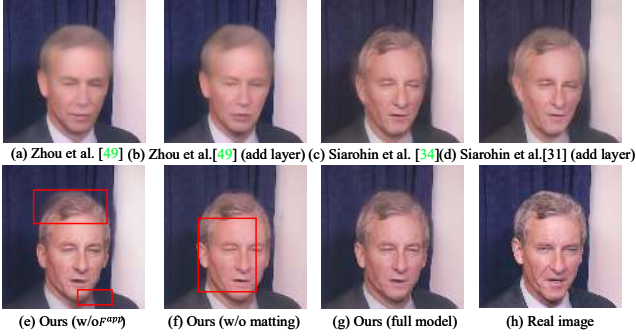 (a) Zhou et al. [49] (b) Zhou et al.[49] (add layer) (c) Siarohin et al. [34](d) Siarohin et al.[31] (add layer)
(e) Ours (w/oF^app) (f) Ours (w/o matting) (g) Ours (full model) (h) Real image